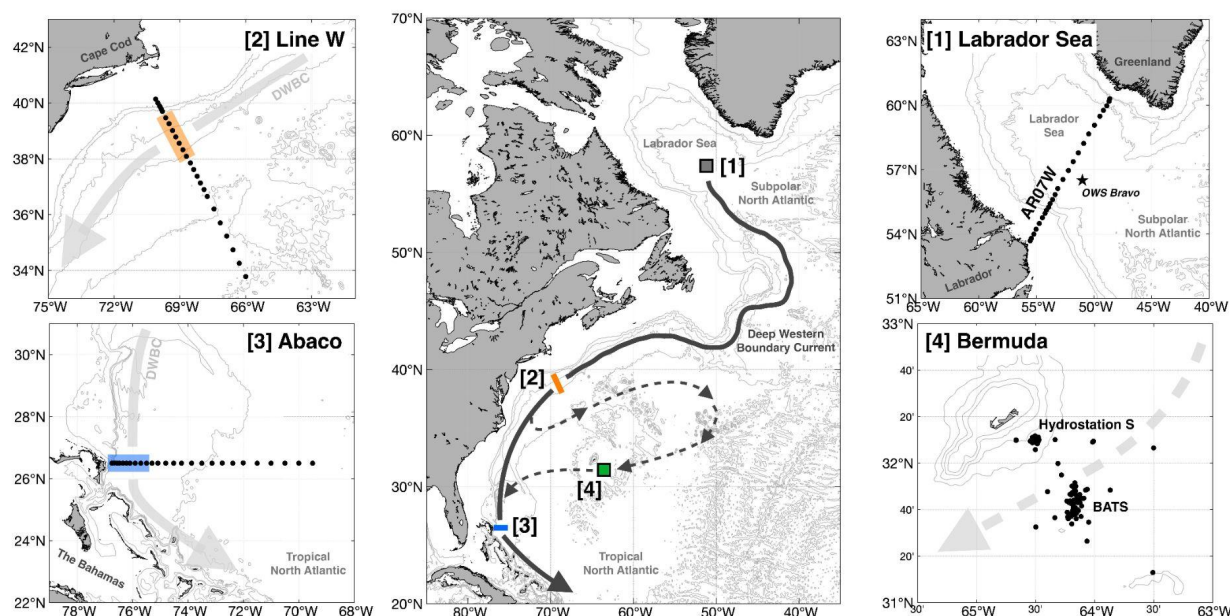 [2] Line W
Cape Cod
DWBC
42°N
40°N
38°N
36°N
34°N
75°W
72°W
69°W
66°W
63°W
[3] Abaco
DWBC
30°N
28°N
26°N
24°N
22°N
The Bahamas
Tropical
North Atlantic
78°W
76°W
74°W
72°W
70°W
68°W
70°N
60°N
50°N
40°N
30°N
20°N
Labrador Sea
[1]
Subpolar
North Atlantic
Deep Western
Boundary Current
[2]
[4]
[3]
Tropical
North Atlantic
80°W
70°W
60°W
50°W
40°W
[1] Labrador Sea
Greenland
63°N
60°N
57°N
54°N
51°N
Labrador
Sea
AR07W
OWS Bravo
Subpolar
North Atlantic
Labrador
65°W
60°W
55°W
50°W
45°W
40°W
[4] Bermuda
33°N
40'
20'
32°N
40'
20'
31°N
Hydrostation S
BATS
30'
65°W
30'
64°W
30'
63°W